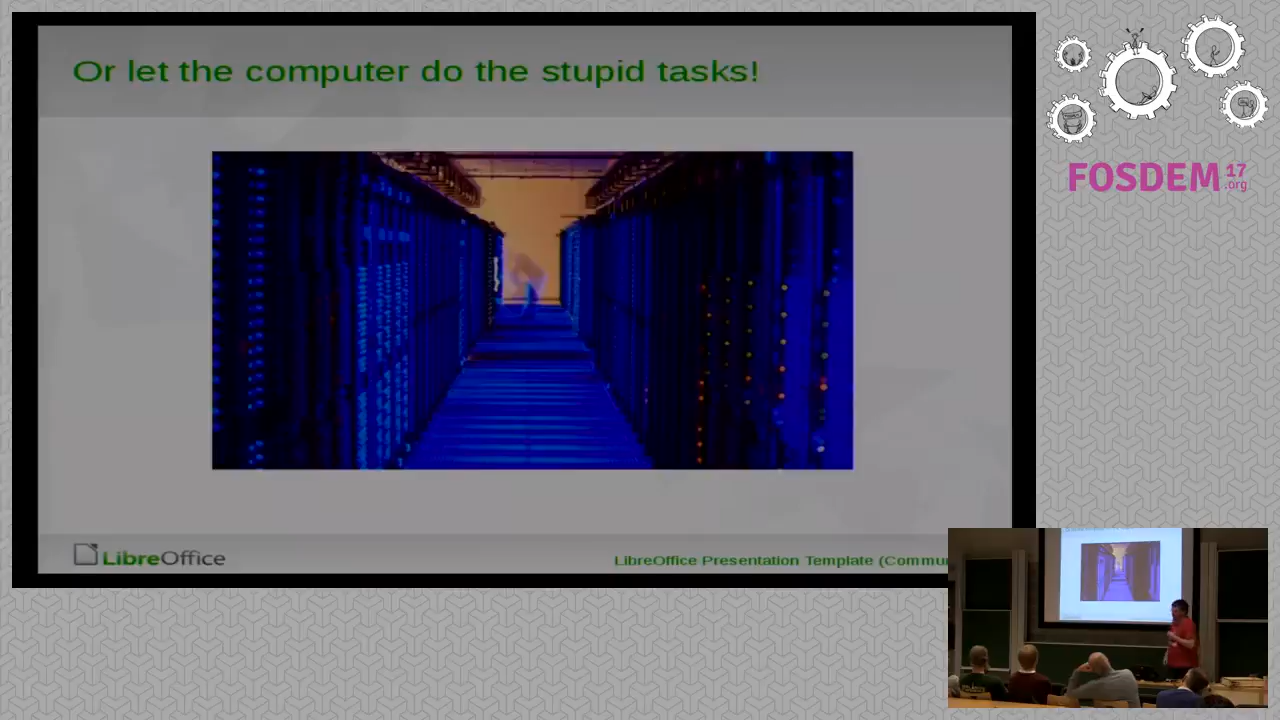 Or let the computer do the stupid tasks!
FOSDEM 17
.org
LibreOffice
LibreOffice Presentation Template (Commu